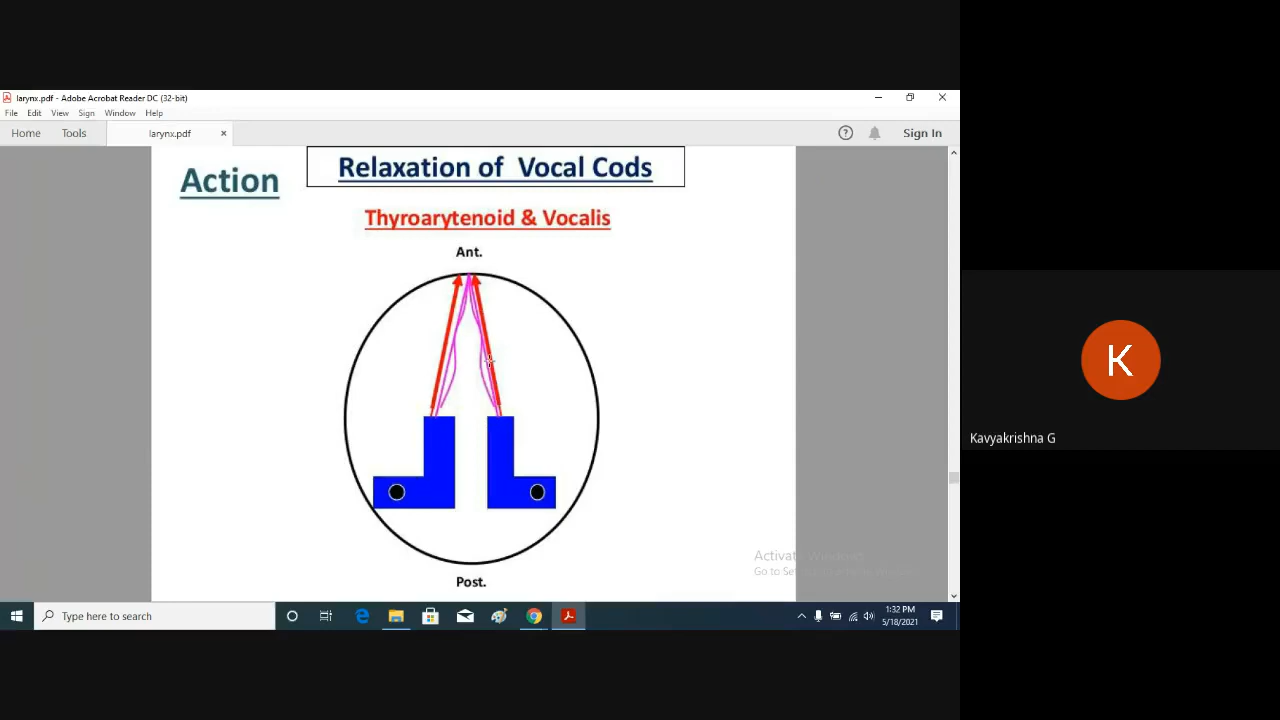 larynx.pdf - Adobe Acrobat Reader DC (32-bit)
File Edit View Sign Window Help
Home Tools larynx.pdf × Sign In
Relaxation of Vocal Cods
Action
Thyroarytenoid & Vocalis
Ant.
K
Kavyakrishna G
Activate Windows
Go to
Post.
Type here to search
1:32 PM
5/18/2021